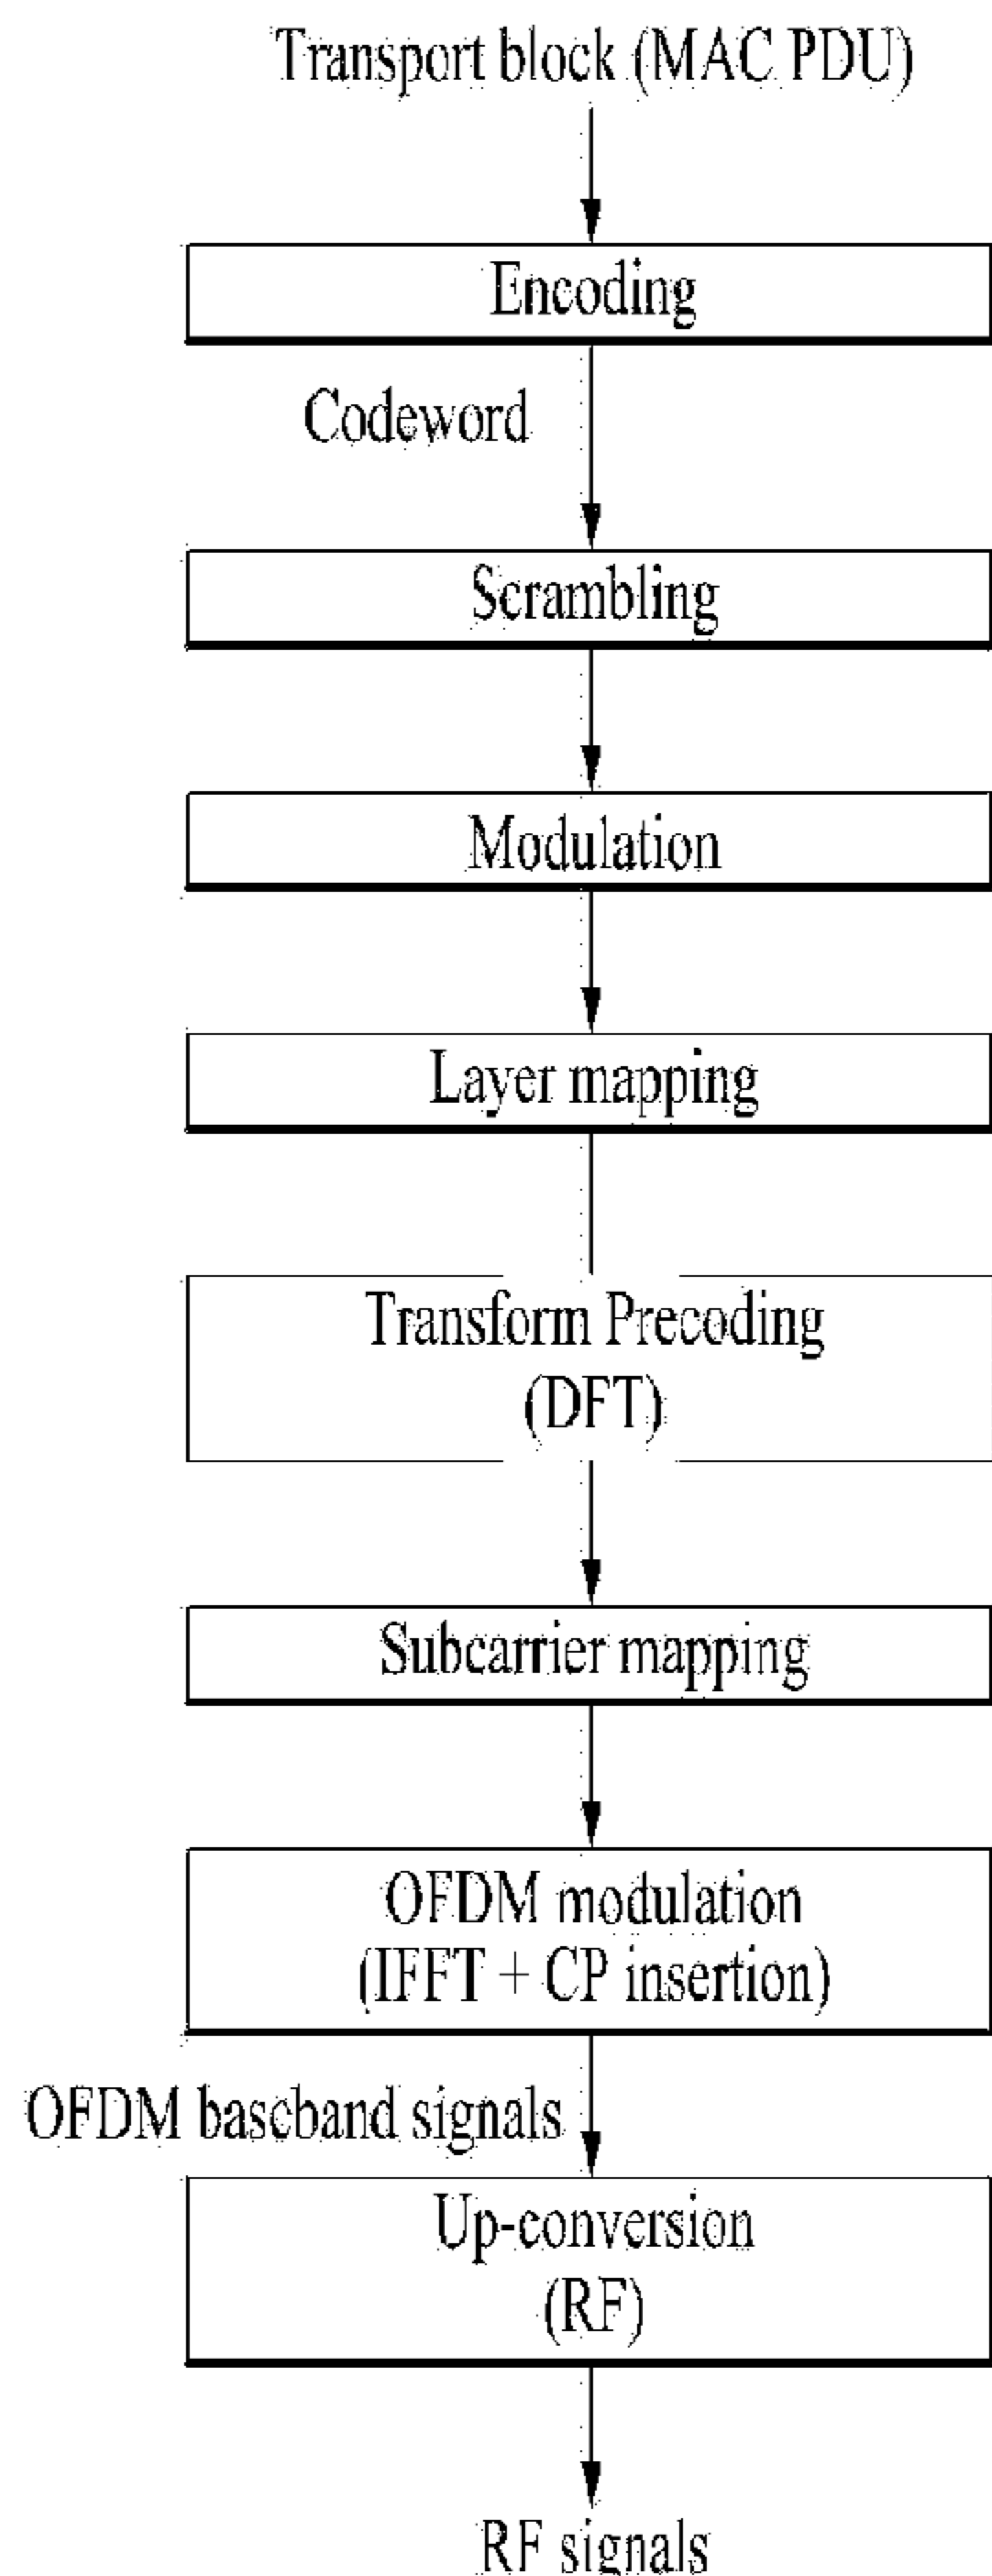 Transport block (MAC PDU)
Encoding
Codeword
Scrambling
Modulation
Layer mapping
Transform Precoding
(DFT)
Subcarrier mapping
OFDM modulation
(IFFT + CP insertion)
OFDM baseband signals
Up-conversion
(RF)
RF signals